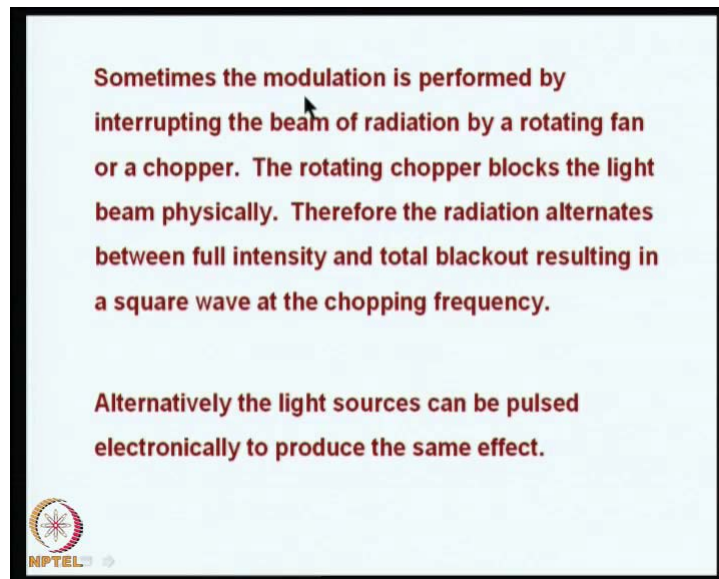 Sometimes the modulation is performed by
interrupting the beam of radiation by a rotating fan
or a chopper. The rotating chopper blocks the light
beam physically. Therefore the radiation alternates
between full intensity and total blackout resulting in
a square wave at the chopping frequency.
Alternatively the light sources can be pulsed
electronically to produce the same effect.
NPTEL